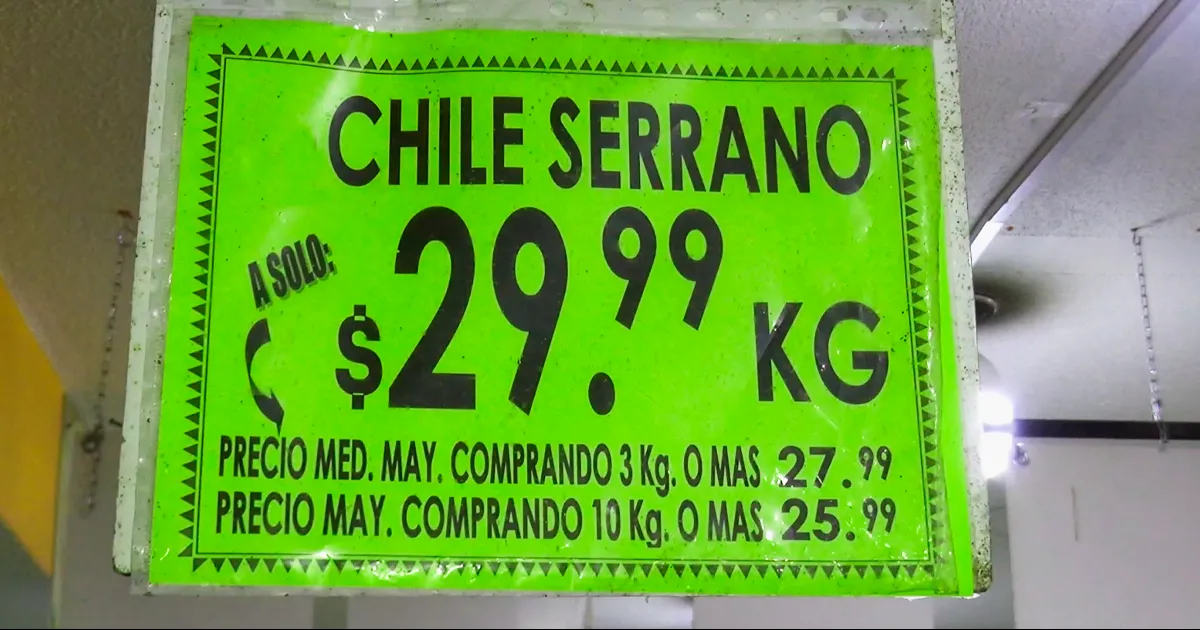 CHILE SERRANO
A SOLO:
$29.99 KG
PRECIO MED. MAY. COMPRANDO 3 Kg. O MAS 27.99
PRECIO MAY. COMPRANDO 10 Kg. O MAS 25.99